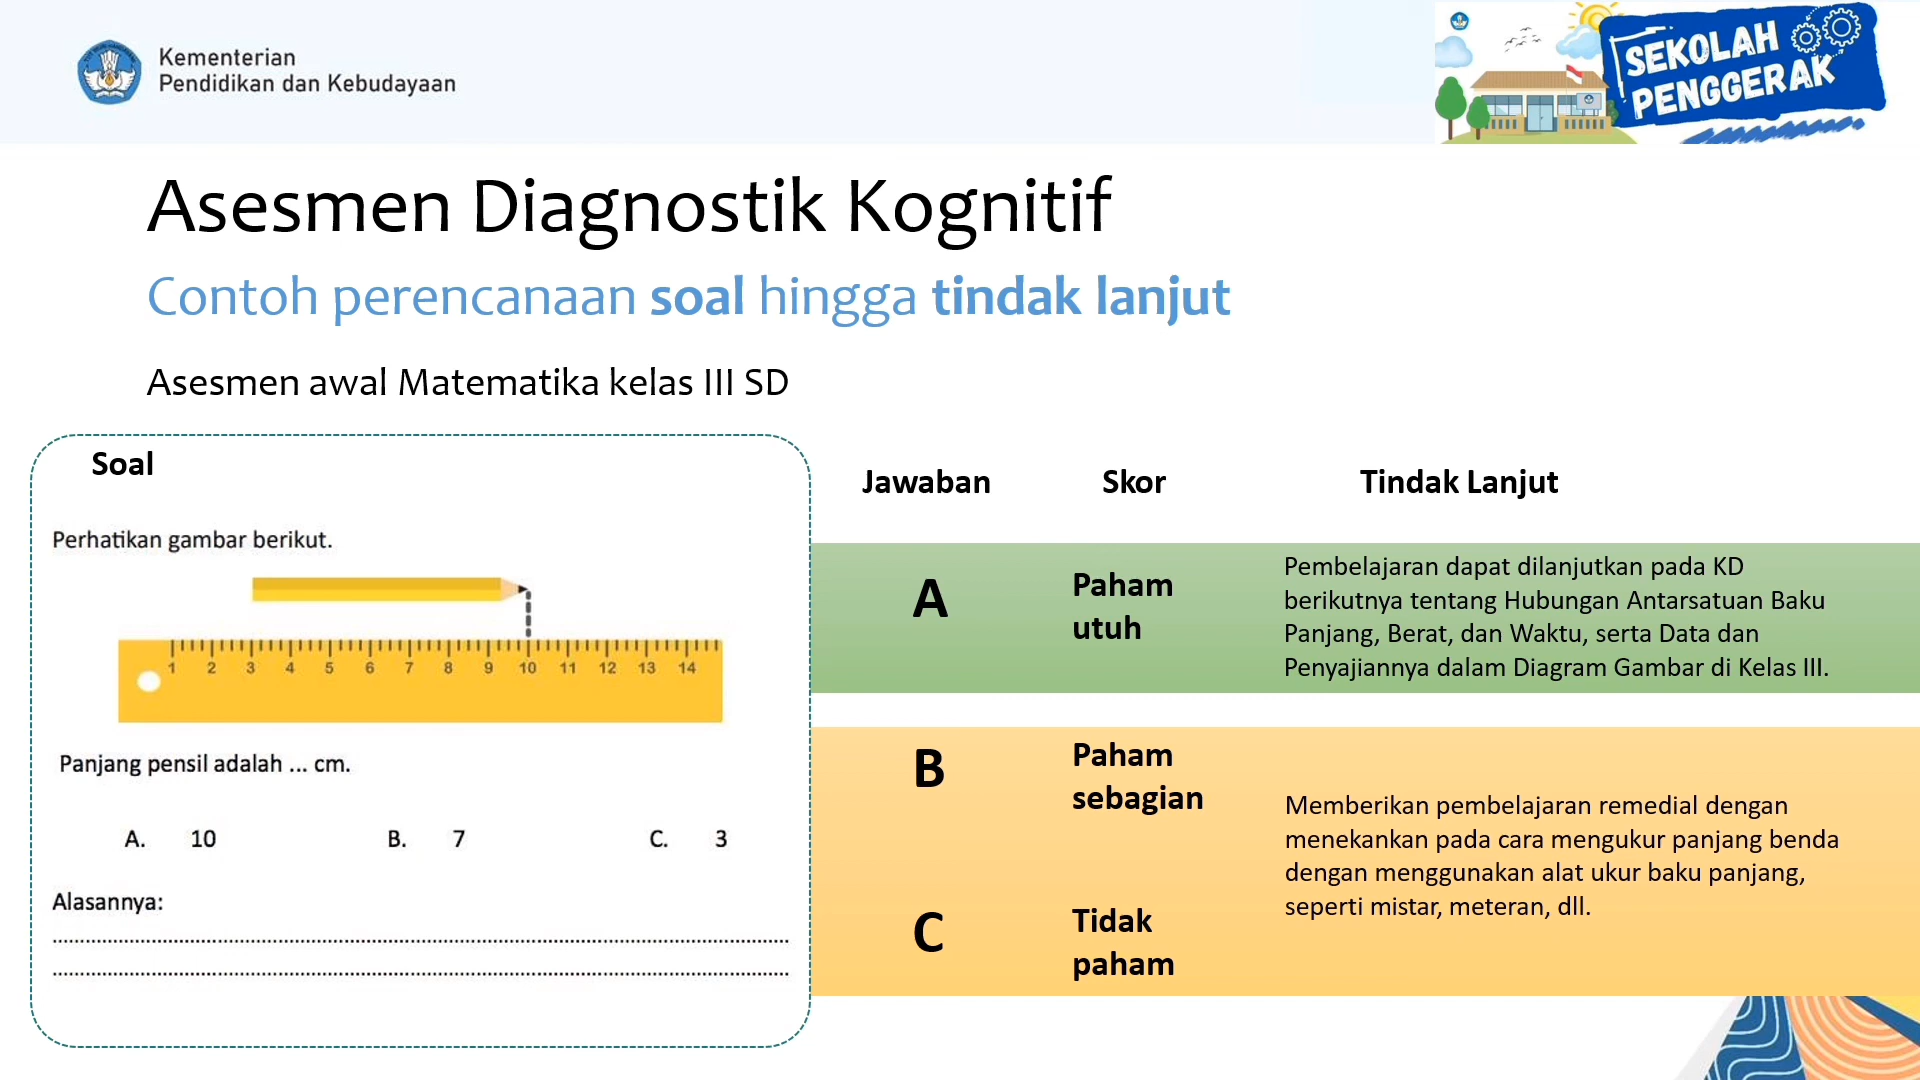 Kementerian
Pendidikan dan Kebudayaan
SEKOLAH
PENGGERAK
Asesmen Diagnostik Kognitif
Contoh perencanaan soal hingga tindak lanjut
Asesmen awal Matematika kelas III SD
Soal
Perhatikan gambar berikut.
1 2 3 4 5 6 7 8 9 10 11 12 13 14
Panjang pensil adalah ... cm.
A. 10 B. 7 C. 3
Alasannya:
Jawaban Skor Tindak Lanjut
A
Paham
utuh
Pembelajaran dapat dilanjutkan pada KD
berikutnya tentang Hubungan Antarsatuan Baku
Panjang, Berat, dan Waktu, serta Data dan
Penyajiannya dalam Diagram Gambar di Kelas III.
B
Paham
sebagian
C
Tidak
paham
Memberikan pembelajaran remedial dengan
menekankan pada cara mengukur panjang benda
dengan menggunakan alat ukur baku panjang,
seperti mistar, meteran, dll.